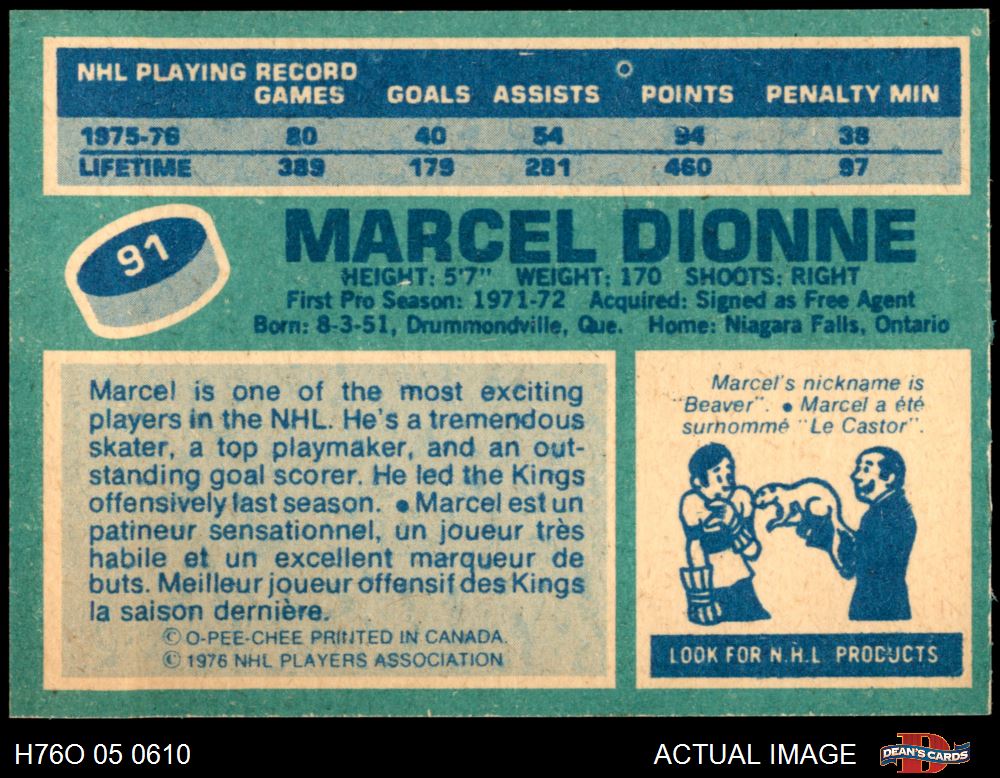 NHL PLAYING RECORD
GAMES GOALS ASSISTS POINTS PENALTY MIN
1975-76 80 40 54 94 38
LIFETIME 389 179 281 460 97
91
MARCEL DIONNE
HEIGHT: 5'7" WEIGHT: 170 SHOOTS: RIGHT
First Pro Season: 1971-72 Acquired: Signed as Free Agent
Born: 8-3-51, Drummondville, Que. Home: Niagara Falls, Ontario
Marcel is one of the most exciting
players in the NHL. He's a tremendous
skater, a top playmaker, and an out-
standing goal scorer. He led the Kings
offensively last season. ● Marcel est un
patineur sensationnel, un joueur très
habile et un excellent marqueur de
buts. Meilleur joueur offensif des Kings
la saison dernière.
© O-PEE-CHEE PRINTED IN CANADA.
© 1976 NHL PLAYERS ASSOCIATION
Marcel's nickname is
"Beaver". ● Marcel a été
surhommé "Le Castor".
LOOK FOR N.H.L PRODUCTS
H76O 05 0610
ACTUAL IMAGE
D
DEAN'S CARDS